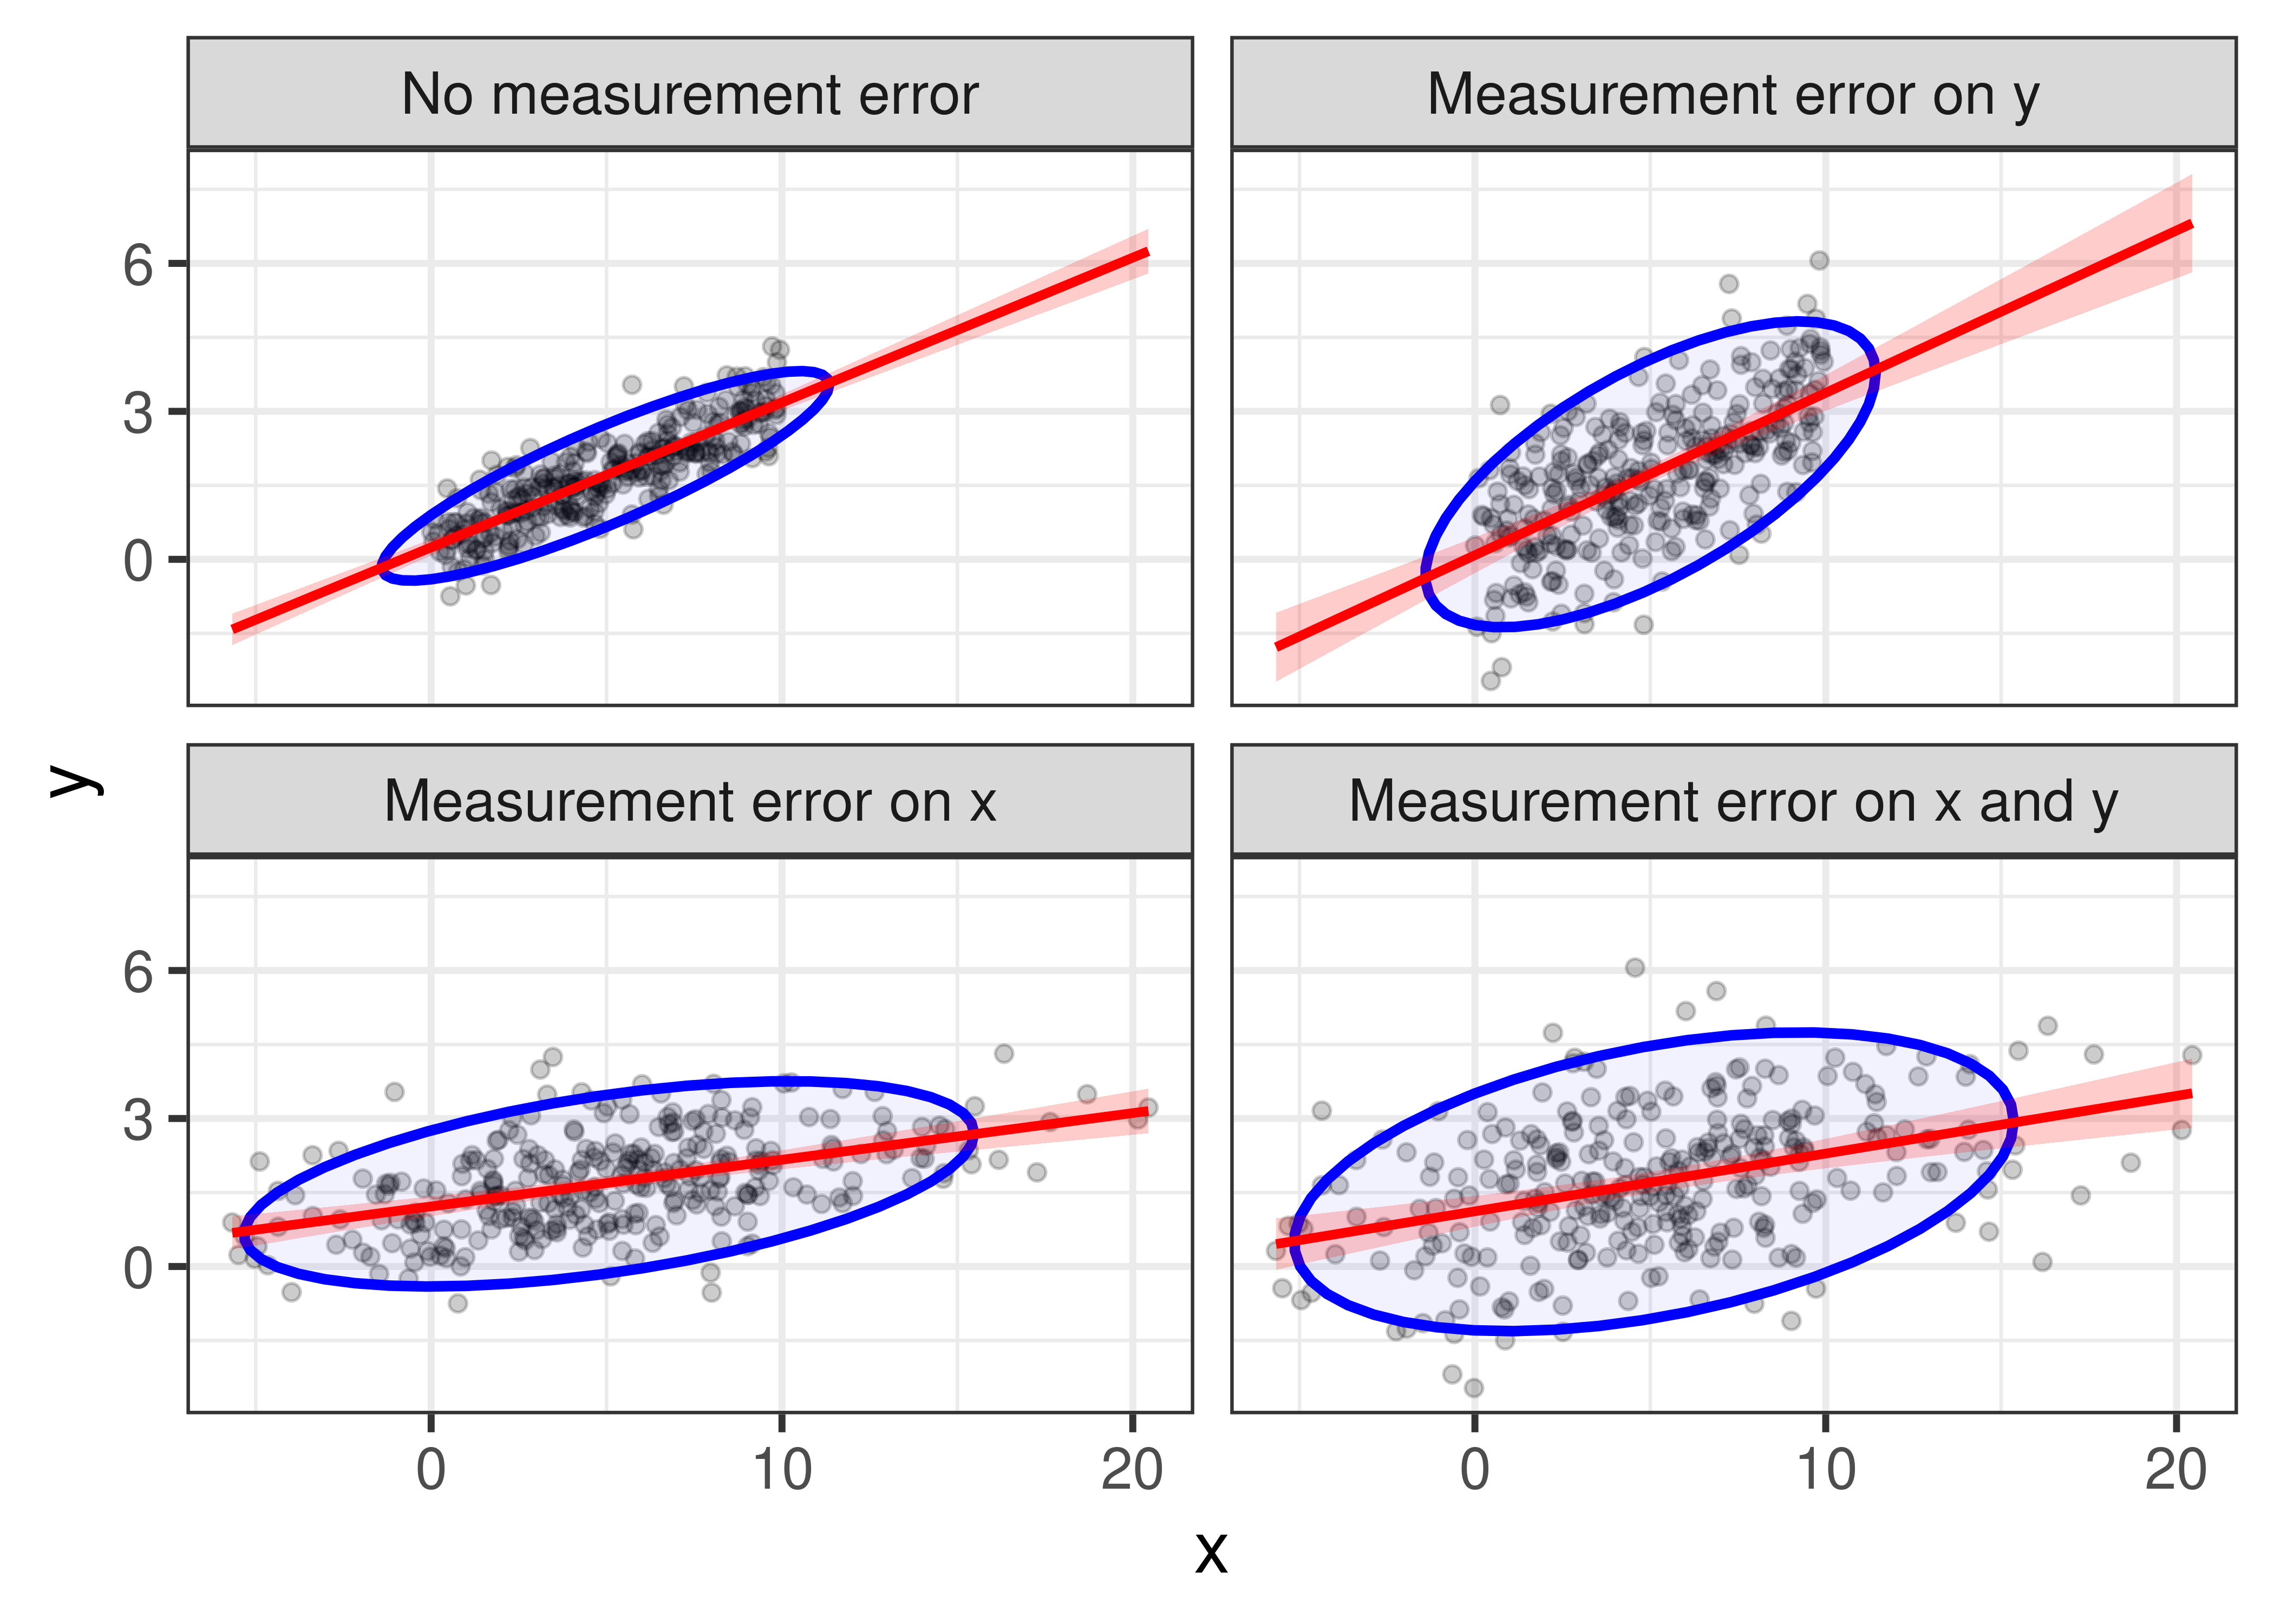 No measurement error
Measurement error on y
6
3
0
Measurement error on x
Measurement error on x and y
y
6
3
0
0 10 20
0 10 20
x